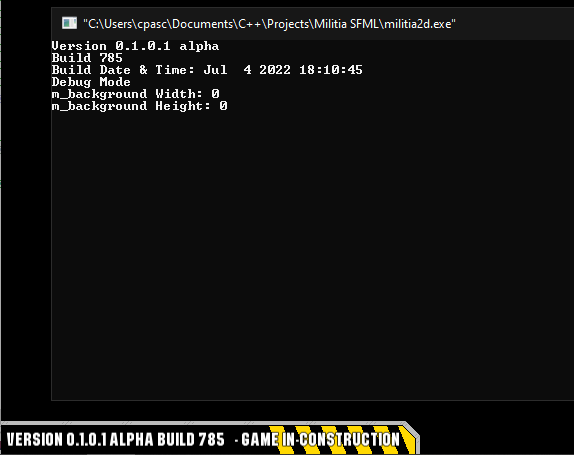 "C:\Users\cpasc\Documents\C++\Projects\Militia SFML\militia2d.exe"
Version 0.1.0.1 alpha
Build 785
Build Date & Time: Jul  4 2022 18:10:45
Debug Mode
m_background Width: 0
m_background Height: 0
VERSION 0.1.0.1 ALPHA BUILD 785  - GAME IN-CONSTRUCTION